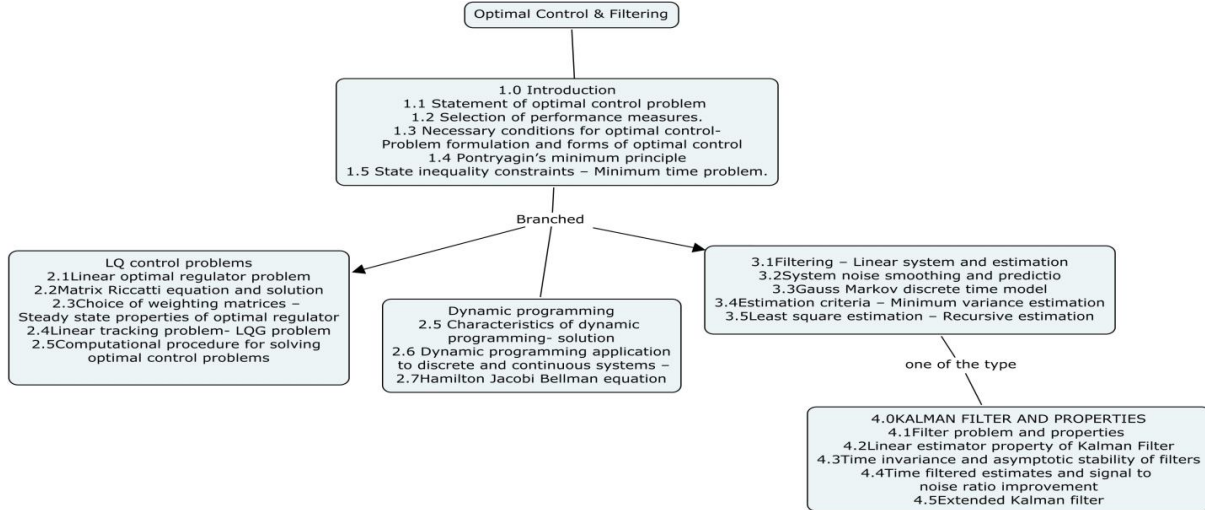 Optimal Control & Filtering
1.0 Introduction
1.1 Statement of optimal control problem
1.2 Selection of performance measures.
1.3 Necessary conditions for optimal control-
Problem formulation and forms of optimal control
1.4 Pontryagin’s minimum principle
1.5 State inequality constraints – Minimum time problem.
Branched
LQ control problems
2.1Linear optimal regulator problem
2.2Matrix Riccatti equation and solution
2.3Choice of weighting matrices –
Steady state properties of optimal regulator
2.4Linear tracking problem- LQG problem
2.5Computational procedure for solving
optimal control problems
Dynamic programming
2.5 Characteristics of dynamic
programming- solution
2.6 Dynamic programming application
to discrete and continuous systems –
2.7Hamilton Jacobi Bellman equation
3.1Filtering – Linear system and estimation
3.2System noise smoothing and predictio
3.3Gauss Markov discrete time model
3.4Estimation criteria – Minimum variance estimation
3.5Least square estimation – Recursive estimation
one of the type
4.0KALMAN FILTER AND PROPERTIES
4.1Filter problem and properties
4.2Linear estimator property of Kalman Filter
4.3Time invariance and asymptotic stability of filters
4.4Time filtered estimates and signal to
noise ratio improvement
4.5Extended Kalman filter